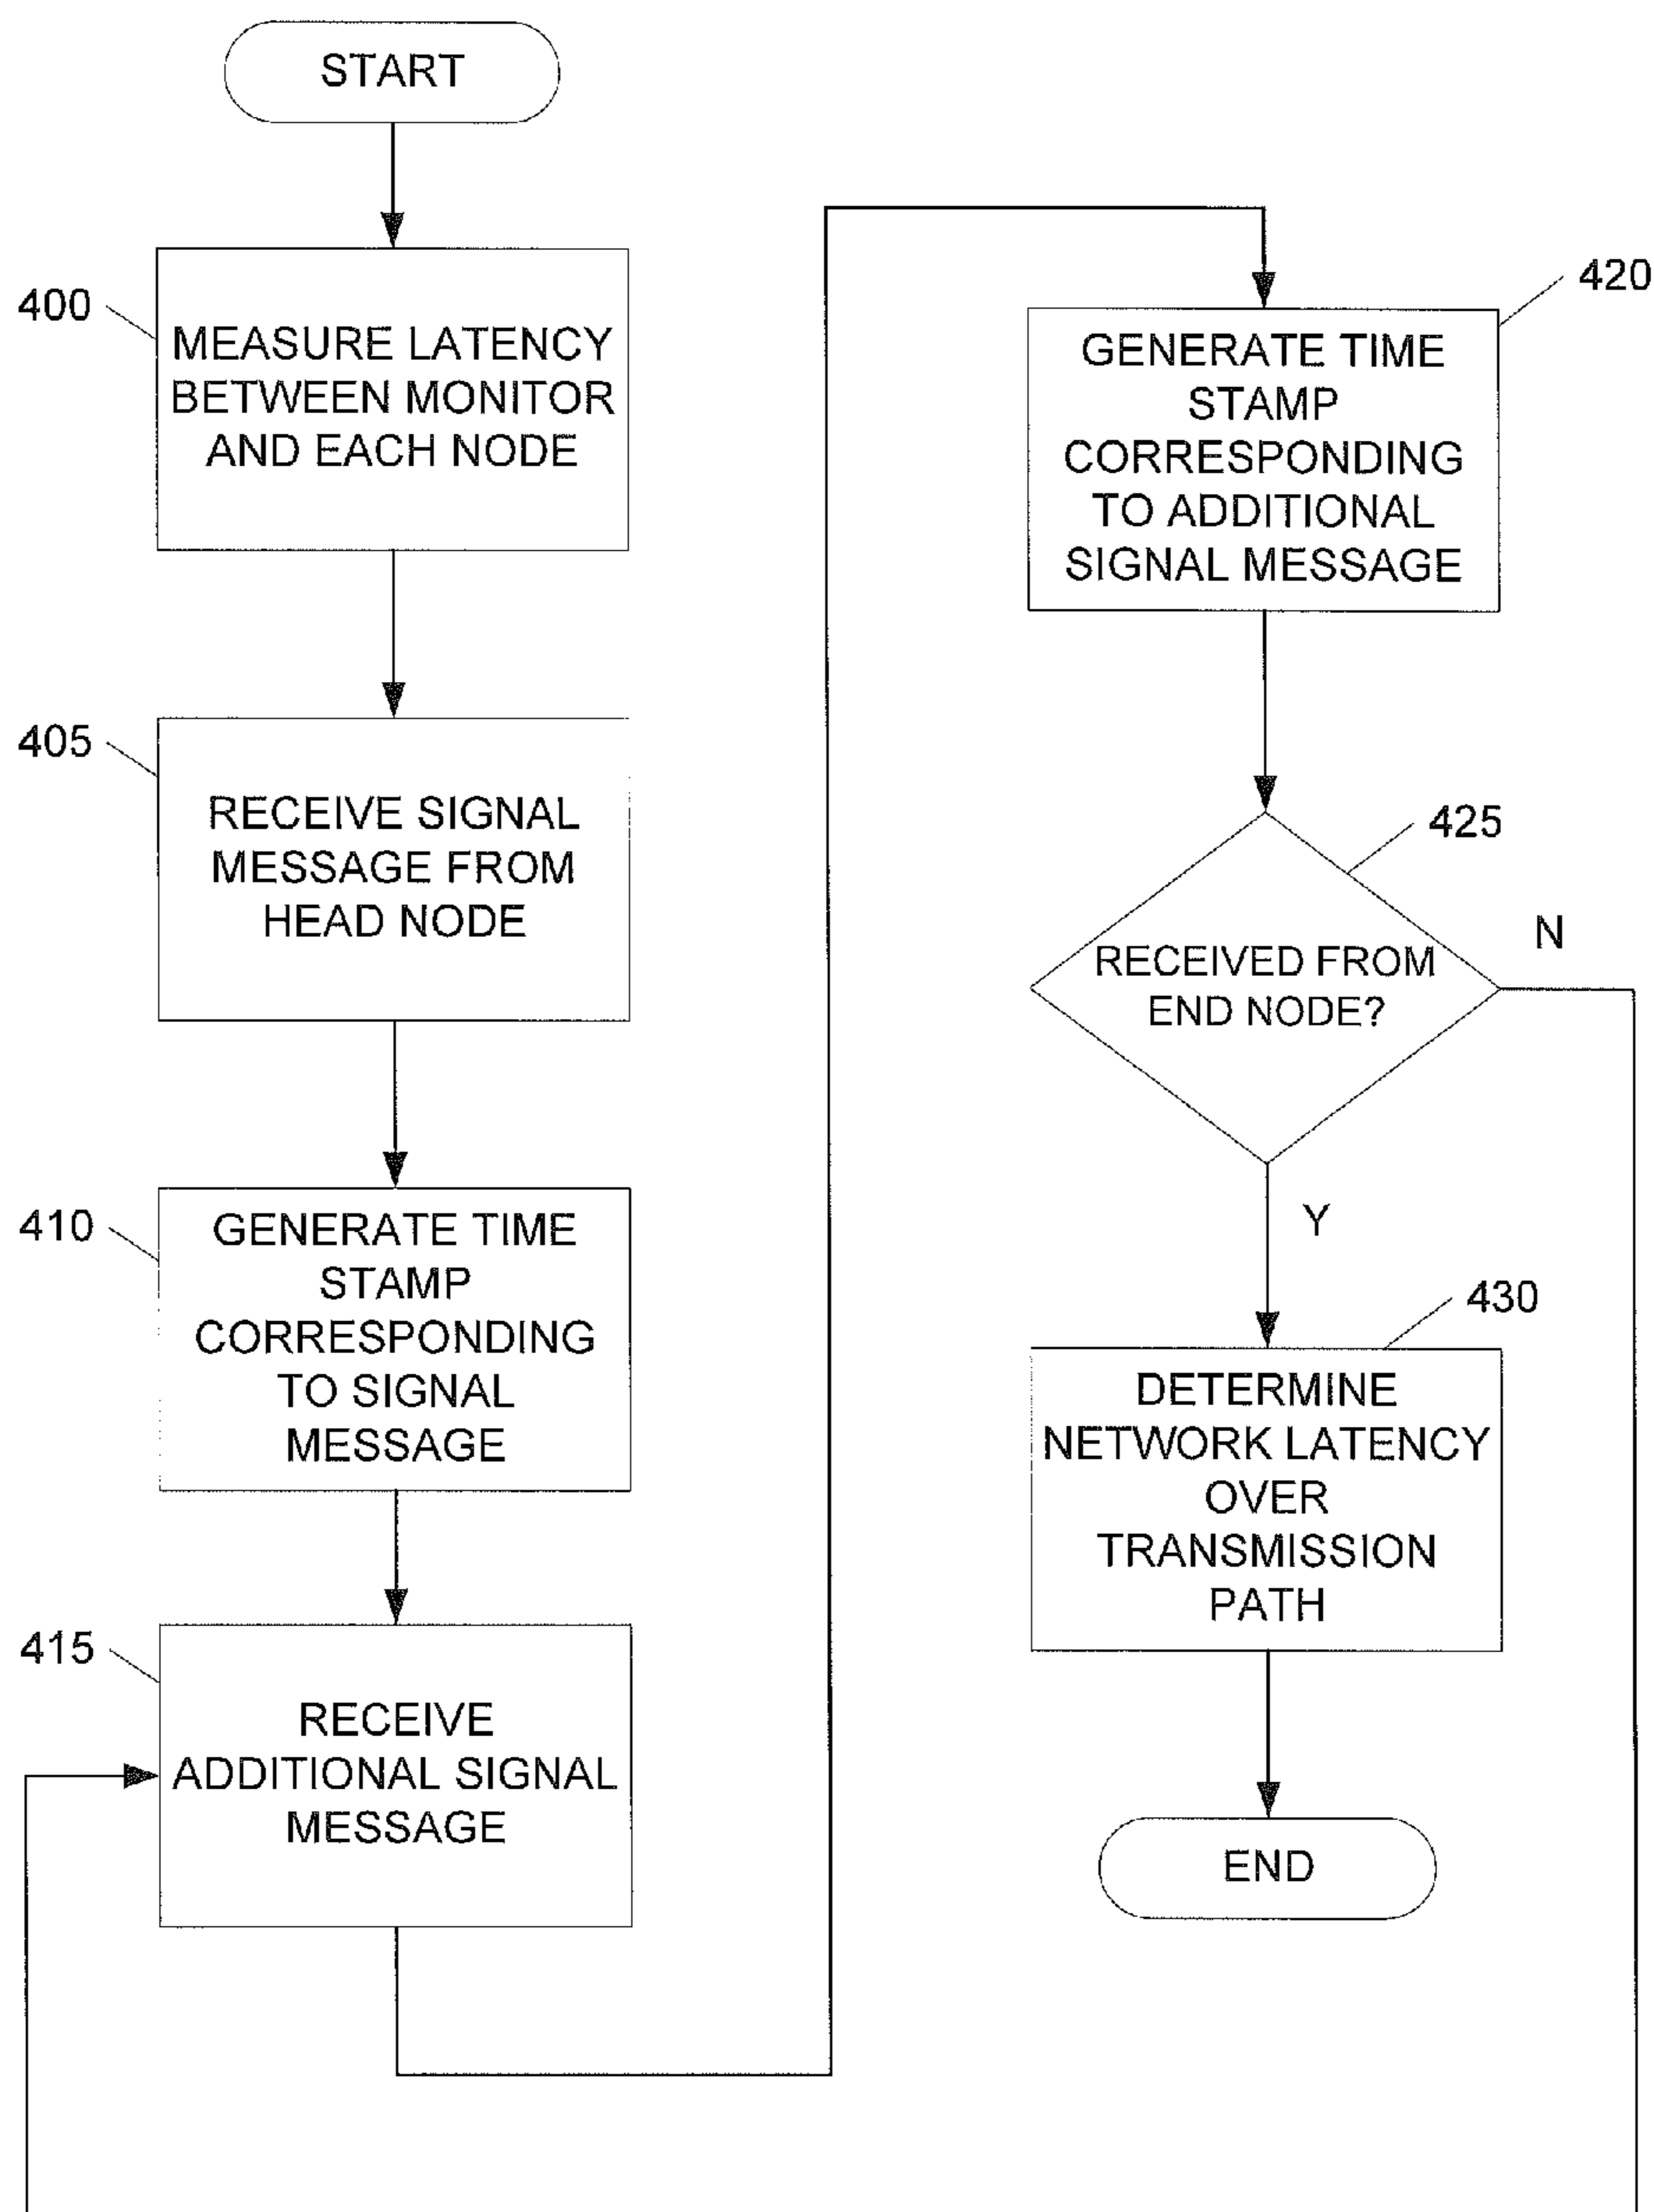 START
400
MEASURE LATENCY
BETWEEN MONITOR
AND EACH NODE
405
RECEIVE SIGNAL
MESSAGE FROM
HEAD NODE
410
GENERATE TIME
STAMP
CORRESPONDING
TO SIGNAL
MESSAGE
415
RECEIVE
ADDITIONAL SIGNAL
MESSAGE
420
GENERATE TIME
STAMP
CORRESPONDING
TO ADDITIONAL
SIGNAL MESSAGE
425
RECEIVED FROM
END NODE?
N
Y
430
DETERMINE
NETWORK LATENCY
OVER
TRANSMISSION
PATH
END